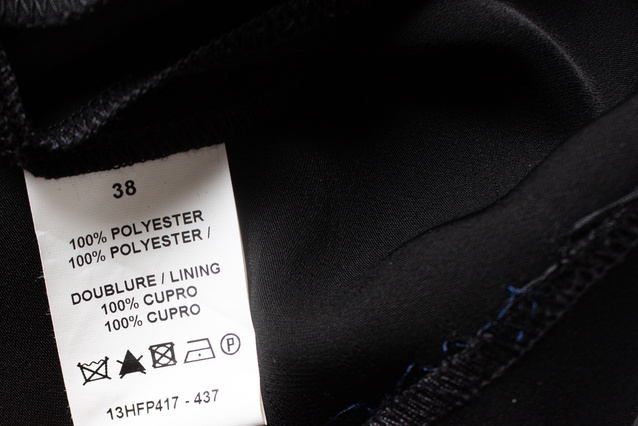 38
100% POLYESTER
100% POLYESTER /
DOUBLURE / LINING
100% CUPRO
100% CUPRO
P
13HFP417 - 437